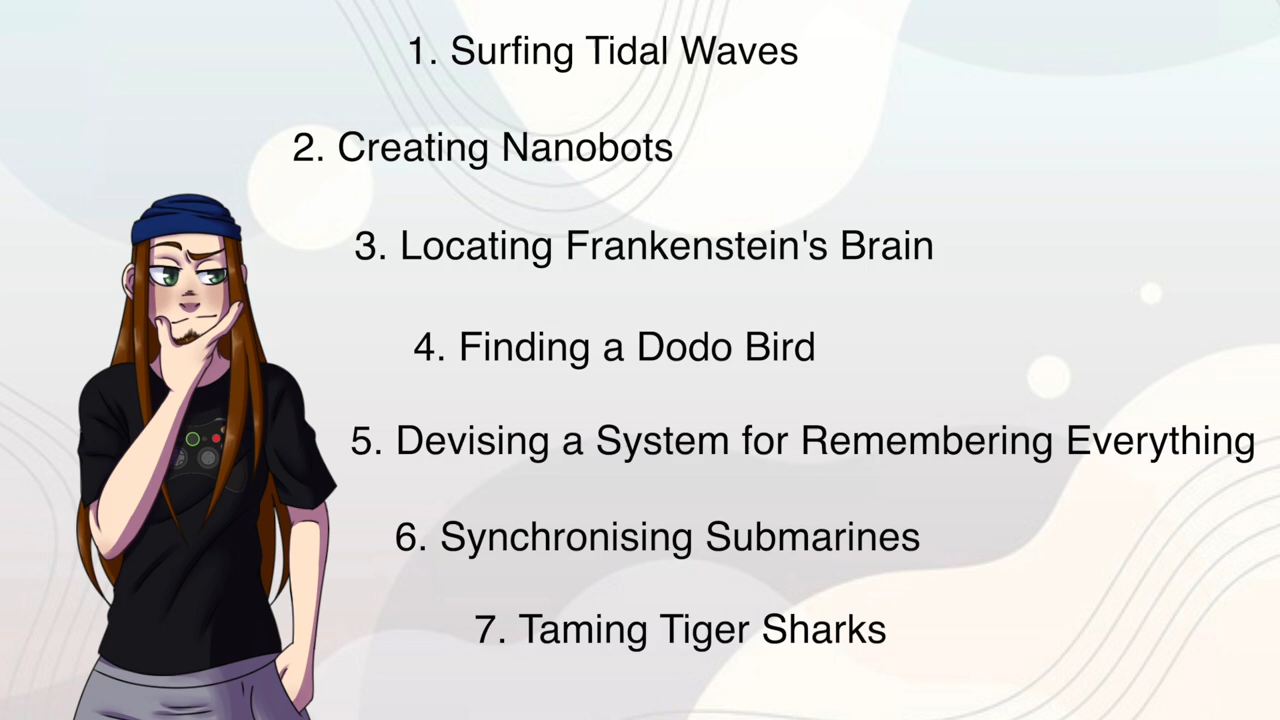 1. Surfing Tidal Waves
2. Creating Nanobots
3. Locating Frankenstein's Brain
4. Finding a Dodo Bird
5. Devising a System for Remembering Everything
6. Synchronising Submarines
7. Taming Tiger Sharks